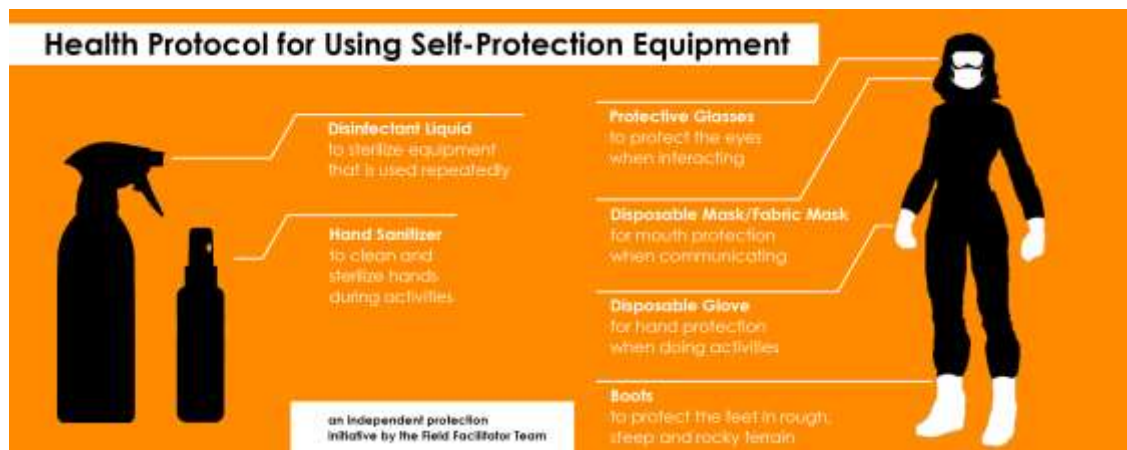 Health Protocol for Using Self-Protection Equipment
Disinfectant Liquid
to sterilize equipment
that is used repeatedly
Hand Sanitizer
to clean and
sterilize hands
during activities
an independent protection
initiative by the Field Facilitator Team
Protective Glasses
to protect the eyes
when interacting
Disposable Mask/Fabric Mask
for mouth protection
when communicating
Disposable Glove
for hand protection
when doing activities
Boots
to protect the feet in rough,
steep and rocky terrain